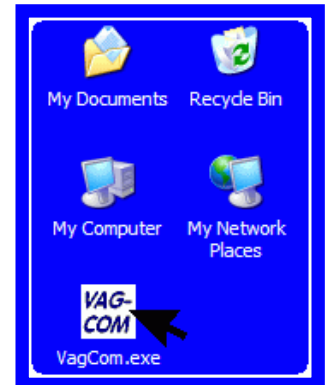 My Documents
Recycle Bin
My Computer
My Network
Places
VAG-
COM
VagCom.exe